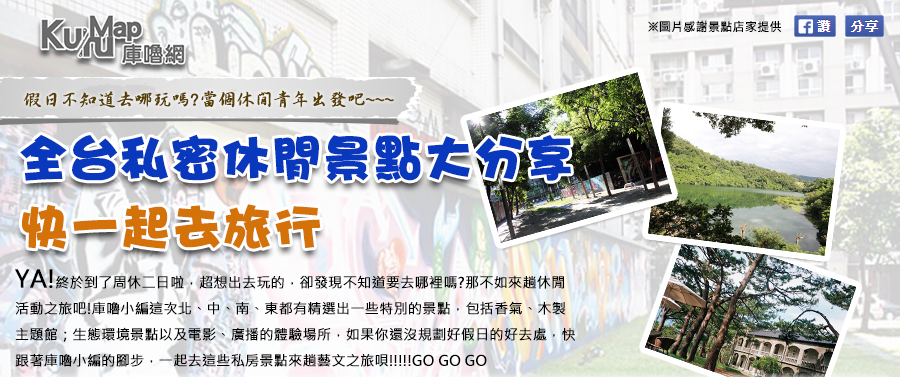 KuluMap
庫嚕網
※圖片感謝景點店家提供
讚
分享
假日不知道去哪玩嗎?當個休閒青年出發吧~~~
全台私密休閒景點大分享
快一起去旅行
YA!終於到了周休二日啦，超想出去玩的，卻發現不知道要去哪裡嗎?那不如來趟休閒
活動之旅吧!庫嚕小編這次北、中、南、東都有精選出一些特別的景點，包括香氣、木製
主題館；生態環境景點以及電影、廣播的體驗場所，如果你還沒規劃好假日的好去處，快
跟著庫嚕小編的腳步，一起去這些私房景點來趟藝文之旅唄!!!!!GO GO GO